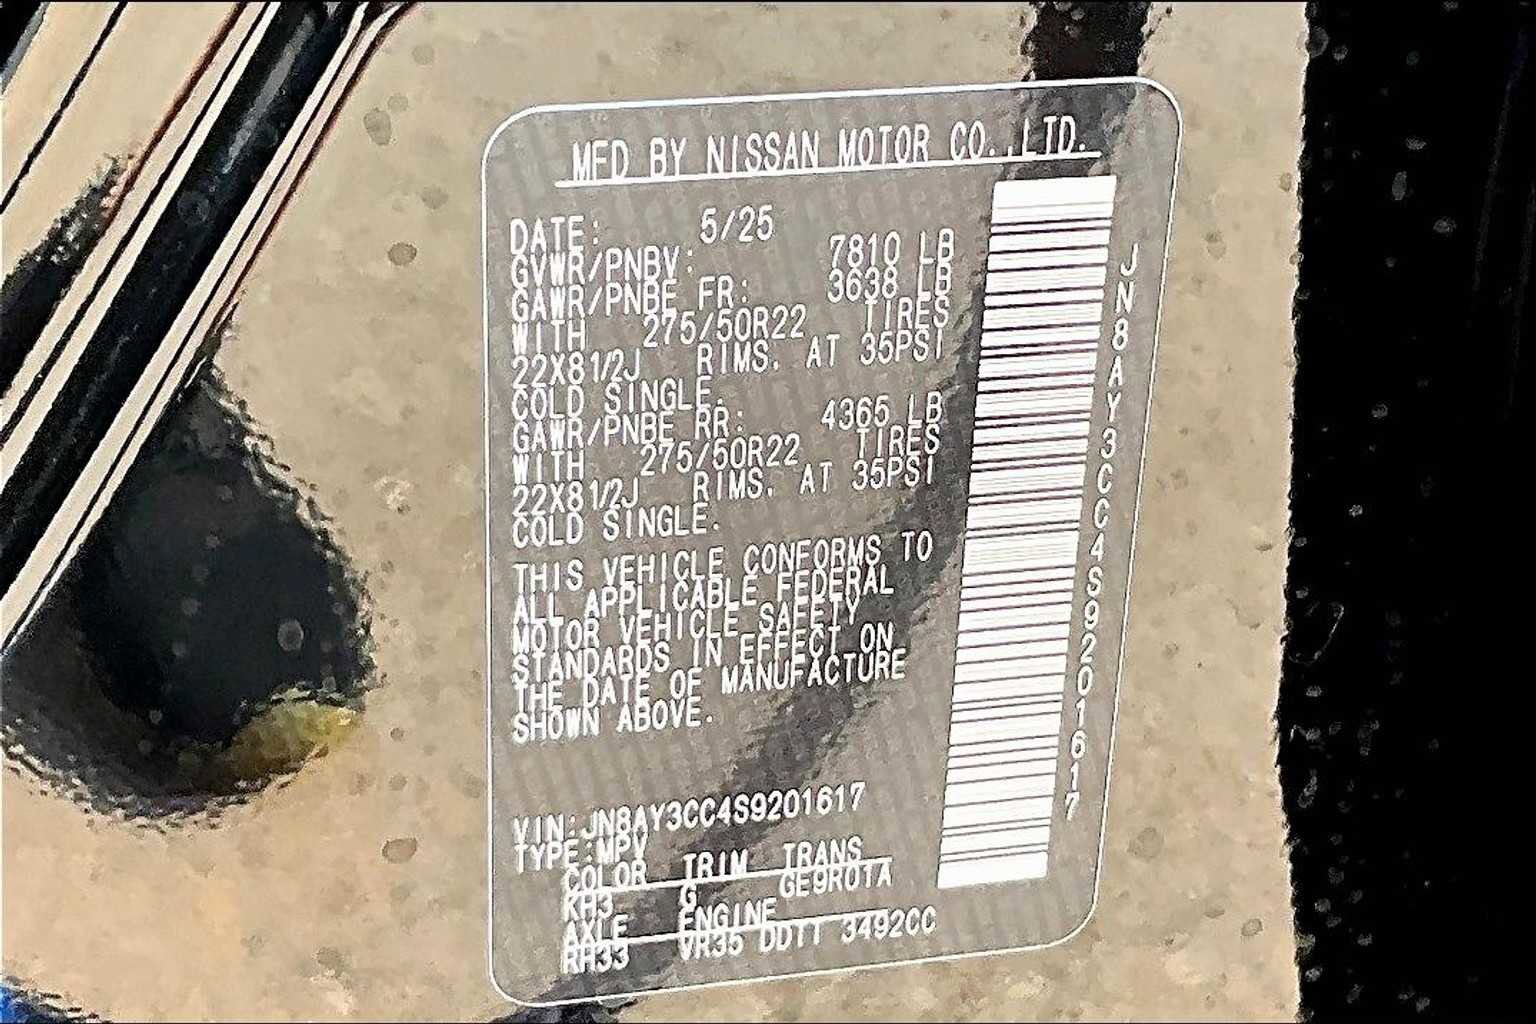 MFD BY NISSAN MOTOR CO.,LTD.
DATE: 5/25
GVWR/PNBV: 7810 LB
GAWR/PNBE FR: 3638 LB
WITH 275/50R22 TIRES
22X8 1/2J RIMS. AT 35PSI
COLD SINGLE.
GAWR/PNBE RR: 4365 LB
WITH 275/50R22 TIRES
22X8 1/2J RIMS. AT 35PSI
COLD SINGLE.
THIS VEHICLE CONFORMS TO
ALL APPLICABLE FEDERAL
MOTOR VEHICLE SAFETY
STANDARDS IN EFFECT ON
THE DATE OF MANUFACTURE
SHOWN ABOVE.
VIN:JN8AY3CC4S9201617
TYPE:MPV
COLOR TRIM TRANS
KH3 G GE9R01A
AXLE ENGINE
RH33 VR35 DDTT 3492CC
JN8AY3CC4S9201617